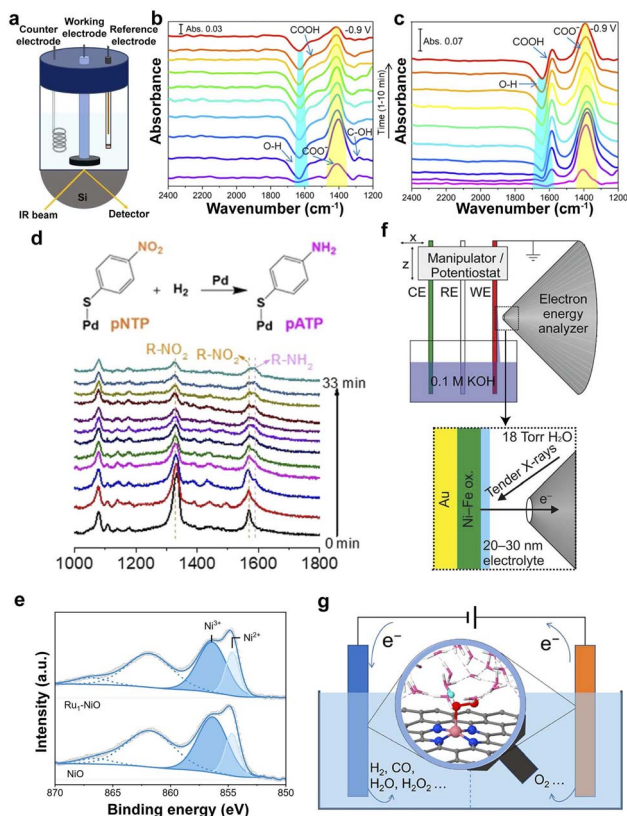 a
Counter electrode
Working electrode
Reference electrode
Si
IR beam
Detector
b
Abs. 0.03
COOH
-0.9 V
O-H
COO⁻
C-OH
Time (1-10 min)
Absorbance
2400 2200 2000 1800 1600 1400 1200
Wavenumber (cm⁻¹)
c
Abs. 0.07
COOH
COO⁻
-0.9 V
O-H
Absorbance
2400 2200 2000 1800 1600 1400 1200
Wavenumber (cm⁻¹)
d
NO₂
NH₂
S
+ H₂
Pd
S
Pd
pNTP
Pd
pATP
R-NO₂
R-NO₂
R-NH₂
33 min
0 min
1000 1200 1400 1600 1800
e
Ni³⁺
Ni²⁺
Ru₁-NiO
NiO
Intensity (a.u.)
870 865 860 855 850
Binding energy (eV)
f
x
z
Manipulator /
Potentiostat
CE RE WE
Electron
energy
analyzer
0.1 M KOH
18 Torr H₂O
Tender X-rays
e⁻
Au
Ni–Fe ox.
20–30 nm
electrolyte
g
e⁻
e⁻
H₂, CO,
H₂O, H₂O₂ ...
O₂ ...